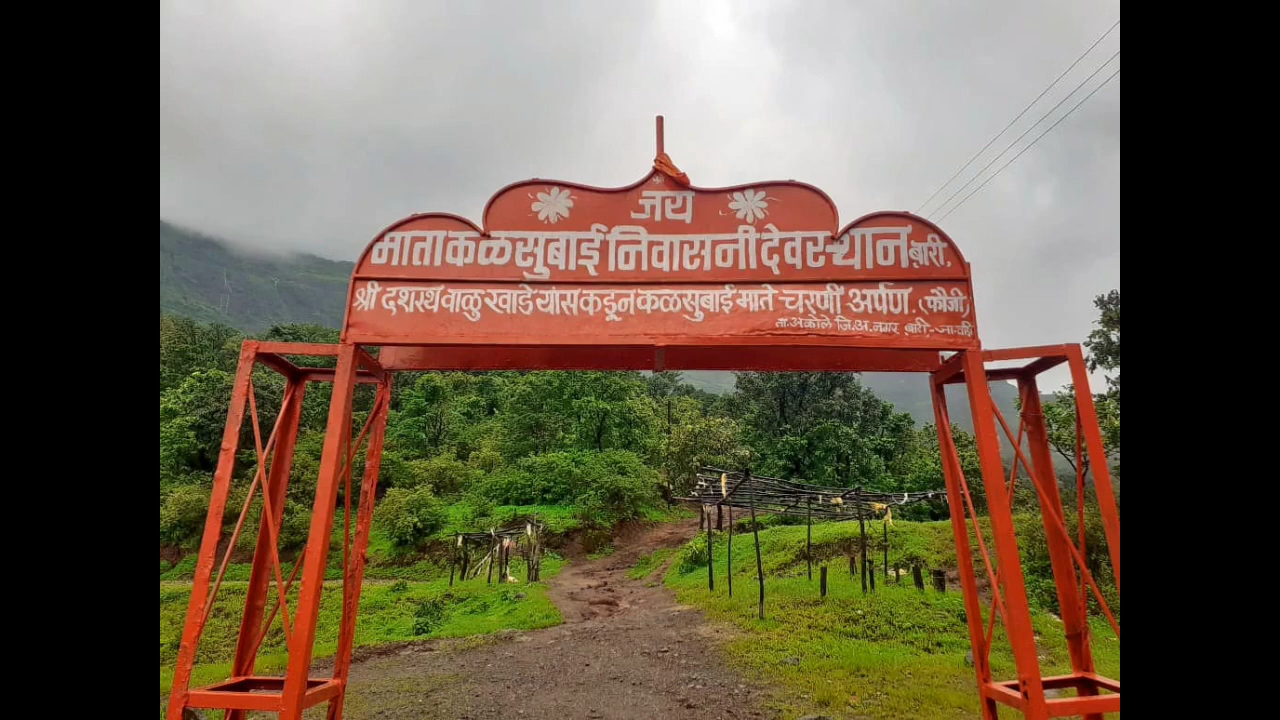 जय
माता कळसुबाई निवासनी देवस्थान बारी,
श्री दशरथ वाळु खाडे यांसकडून कळसुबाई माते चरणीं अर्पण (फौजी)
ता.अकोले जि.अ.नगर बारी-